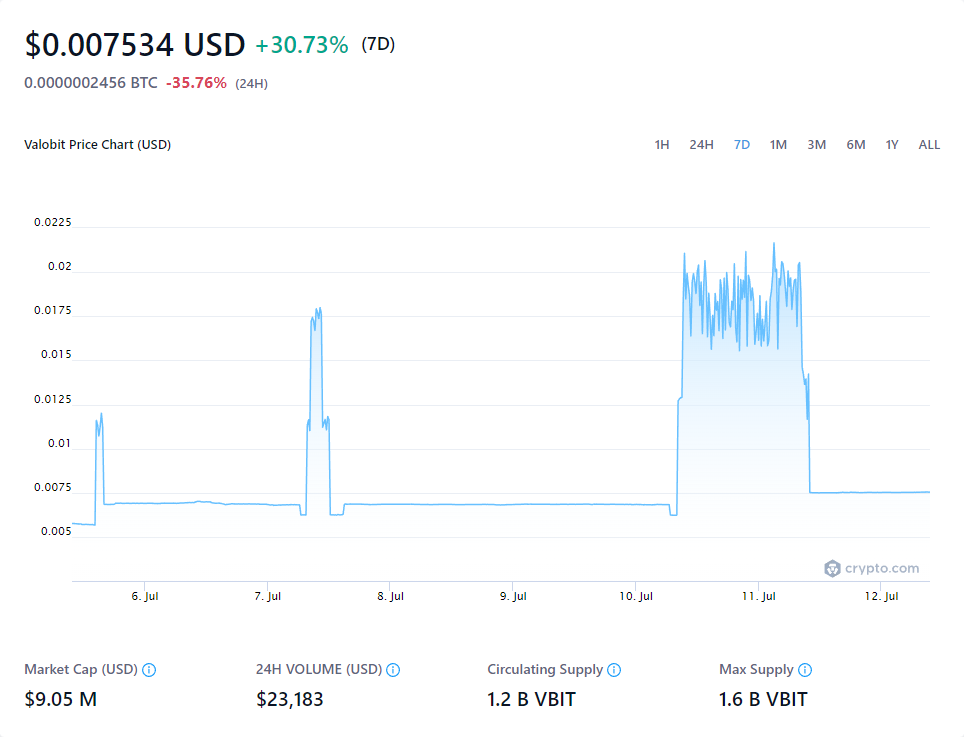 $0.007534 USD +30.73% (7D)
0.0000002456 BTC -35.76% (24H)
Valobit Price Chart (USD) 1H 24H 7D 1M 3M 6M 1Y ALL
0.0225
0.02
0.0175
0.015
0.0125
0.01
0.0075
0.005
crypto.com
6. Jul 7. Jul 8. Jul 9. Jul 10. Jul 11. Jul 12. Jul
Market Cap (USD) 24H VOLUME (USD) Circulating Supply Max Supply
$9.05 M $23,183 1.2 B VBIT 1.6 B VBIT